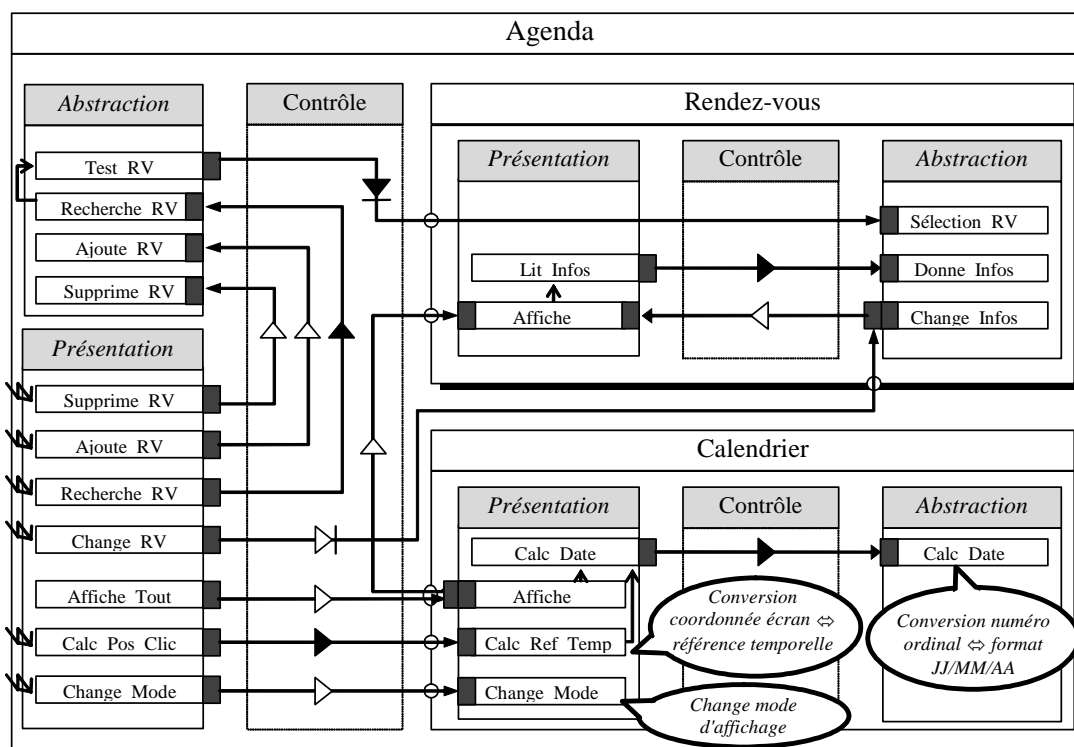 Agenda
Abstraction
Test RV
Recherche RV
Ajoute RV
Supprime RV
Présentation
Supprime RV
Ajoute RV
Recherche RV
Change RV
Affiche Tout
Calc Pos Clic
Change Mode
Contrôle
Rendez-vous
Présentation
Lit Infos
Affiche
Contrôle
Abstraction
Sélection RV
Donne Infos
Change Infos
Calendrier
Présentation
Calc Date
Affiche
Calc Ref Temp
Change Mode
Contrôle
Abstraction
Calc Date
Conversion
coordonnée écran ⇔
référence temporelle
Conversion numéro
ordinal ⇔ format
JJ/MM/AA
Change mode
d'affichage